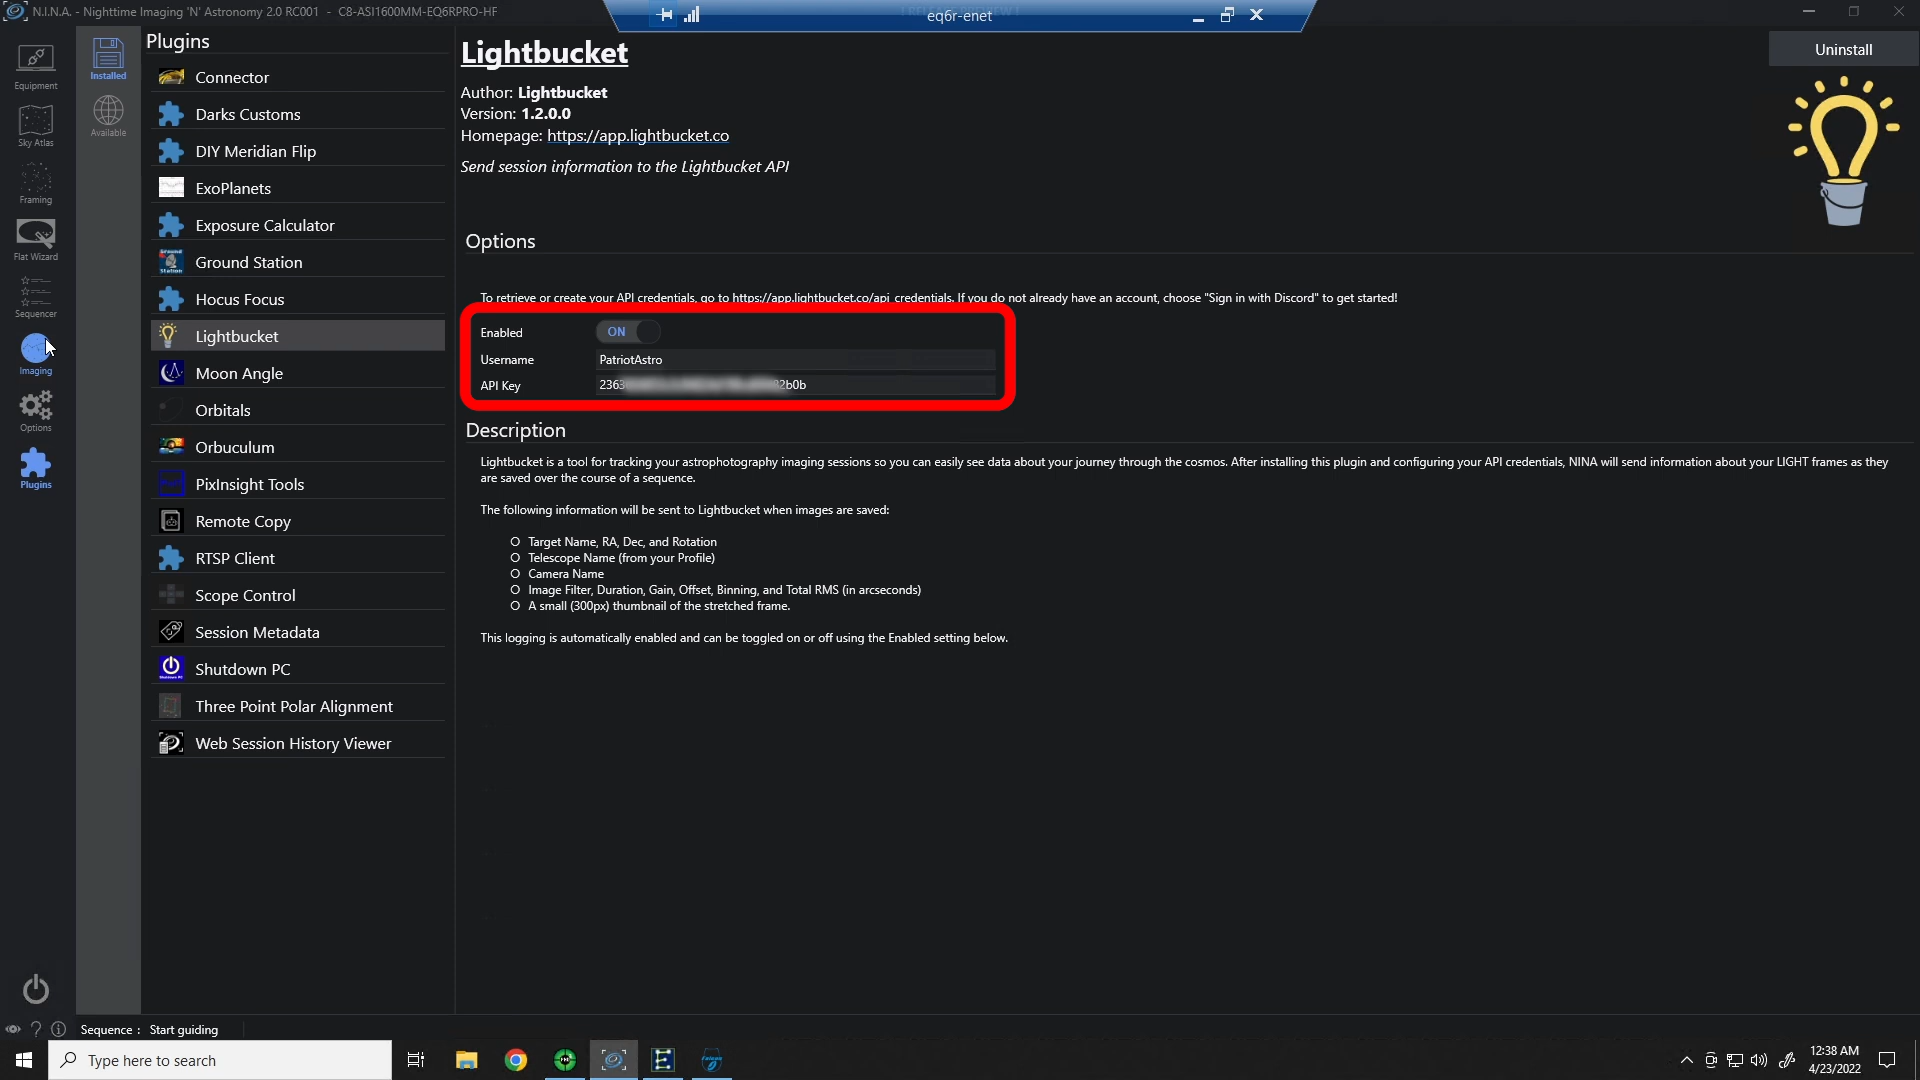 N.I.N.A. - Nighttime Imaging 'N' Astronomy 2.0 RC001 - C8-ASI1600MM-EQ6RPRO-HF
eq6r-enet
Equipment
Sky Atlas
Framing
Flat Wizard
Sequencer
Imaging
Options
Plugins
Installed
Available
Plugins
Connector
Darks Customs
DIY Meridian Flip
ExoPlanets
Exposure Calculator
Ground Station
Hocus Focus
Lightbucket
Moon Angle
Orbitals
Orbuculum
PixInsight Tools
Remote Copy
RTSP Client
Scope Control
Session Metadata
Shutdown PC
Three Point Polar Alignment
Web Session History Viewer
Lightbucket
Uninstall
Author: Lightbucket
Version: 1.2.0.0
Homepage: https://app.lightbucket.co
Send session information to the Lightbucket API
Options
To retrieve or create your API credentials, go to https://app.lightbucket.co/api_credentials. If you do not already have an account, choose "Sign in with Discord" to get started!
Enabled ON
Username PatriotAstro
API Key 2363 2b0b
Description
Lightbucket is a tool for tracking your astrophotography imaging sessions so you can easily see data about your journey through the cosmos. After installing this plugin and configuring your API credentials, NINA will send information about your LIGHT frames as they
are saved over the course of a sequence.
The following information will be sent to Lightbucket when images are saved:
Target Name, RA, Dec, and Rotation
Telescope Name (from your Profile)
Camera Name
Image Filter, Duration, Gain, Offset, Binning, and Total RMS (in arcseconds)
A small (300px) thumbnail of the stretched frame.
This logging is automatically enabled and can be toggled on or off using the Enabled setting below.
Sequence : Start guiding
Type here to search
12:38 AM
4/23/2022